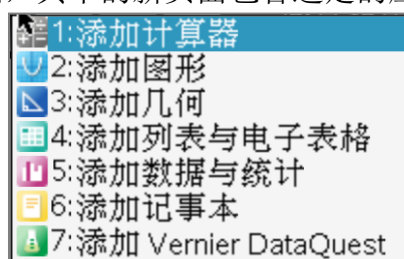 1:添加计算器
2:添加图形
3:添加几何
4:添加列表与电子表格
5:添加数据与统计
6:添加记事本
7:添加 Vernier DataQuest